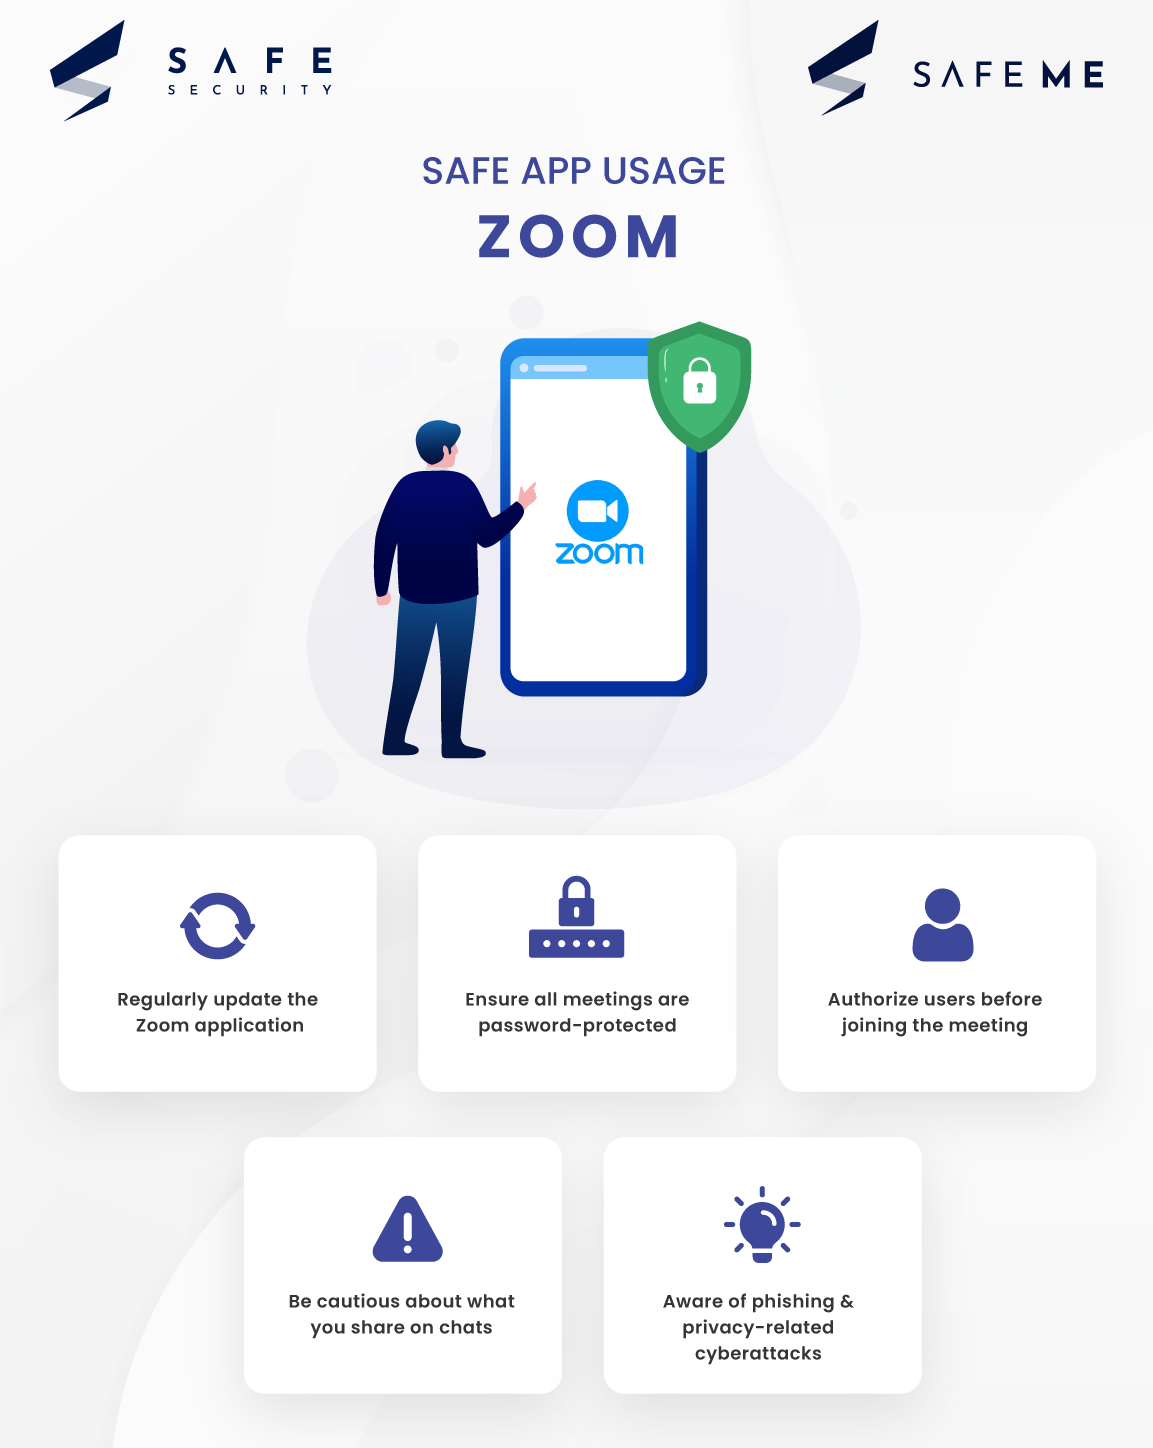 SAFE
SECURITY
SAFE ME
SAFE APP USAGE
ZOOM
zoom
Regularly update the
Zoom application
Ensure all meetings are
password-protected
Authorize users before
joining the meeting
Be cautious about what
you share on chats
Aware of phishing &
privacy-related
cyberattacks